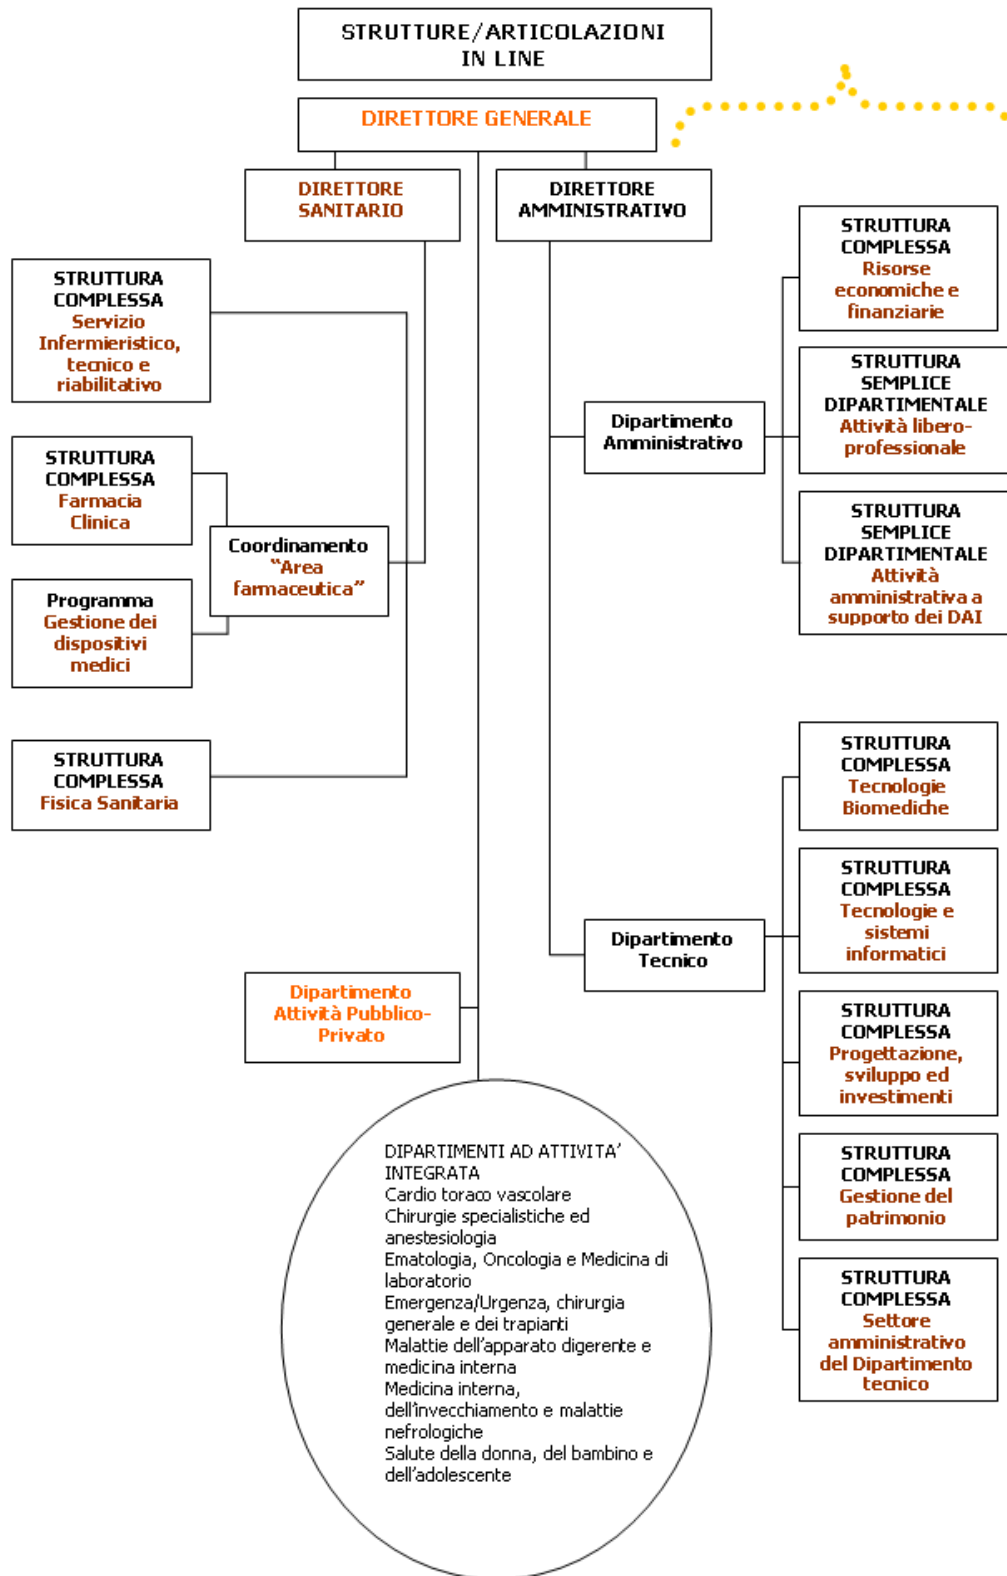 STRUTTURE/ARTICOLAZIONI
IN LINE
DIRETTORE GENERALE
DIRETTORE
SANITARIO
DIRETTORE
AMMINISTRATIVO
STRUTTURA
COMPLESSA
Servizio
Infermieristico,
tecnico e
riabilitativo
STRUTTURA
COMPLESSA
Farmacia
Clinica
Coordinamento
“Area
farmaceutica”
Programma
Gestione dei
dispositivi
medici
STRUTTURA
COMPLESSA
Fisica Sanitaria
STRUTTURA
COMPLESSA
Risorse
economiche e
finanziarie
STRUTTURA
SEMPLICE
DIPARTIMENTALE
Attività libero-
professionale
Dipartimento
Amministrativo
STRUTTURA
SEMPLICE
DIPARTIMENTALE
Attività
amministrativa a
supporto dei DAI
STRUTTURA
COMPLESSA
Tecnologie
Biomediche
STRUTTURA
COMPLESSA
Tecnologie e
sistemi
informatici
Dipartimento
Tecnico
STRUTTURA
COMPLESSA
Progettazione,
sviluppo ed
investimenti
STRUTTURA
COMPLESSA
Gestione del
patrimonio
STRUTTURA
COMPLESSA
Settore
amministrativo
del Dipartimento
tecnico
Dipartimento
Attività Pubblico-
Privato
DIPARTIMENTI AD ATTIVITA’
INTEGRATA
Cardio toraco vascolare
Chirurgie specialistiche ed
anestesiologia
Ematologia, Oncologia e Medicina di
laboratorio
Emergenza/Urgenza, chirurgia
generale e dei trapianti
Malattie dell’apparato digerente e
medicina interna
Medicina interna,
dell’invecchiamento e malattie
nefrologiche
Salute della donna, del bambino e
dell’adolescente